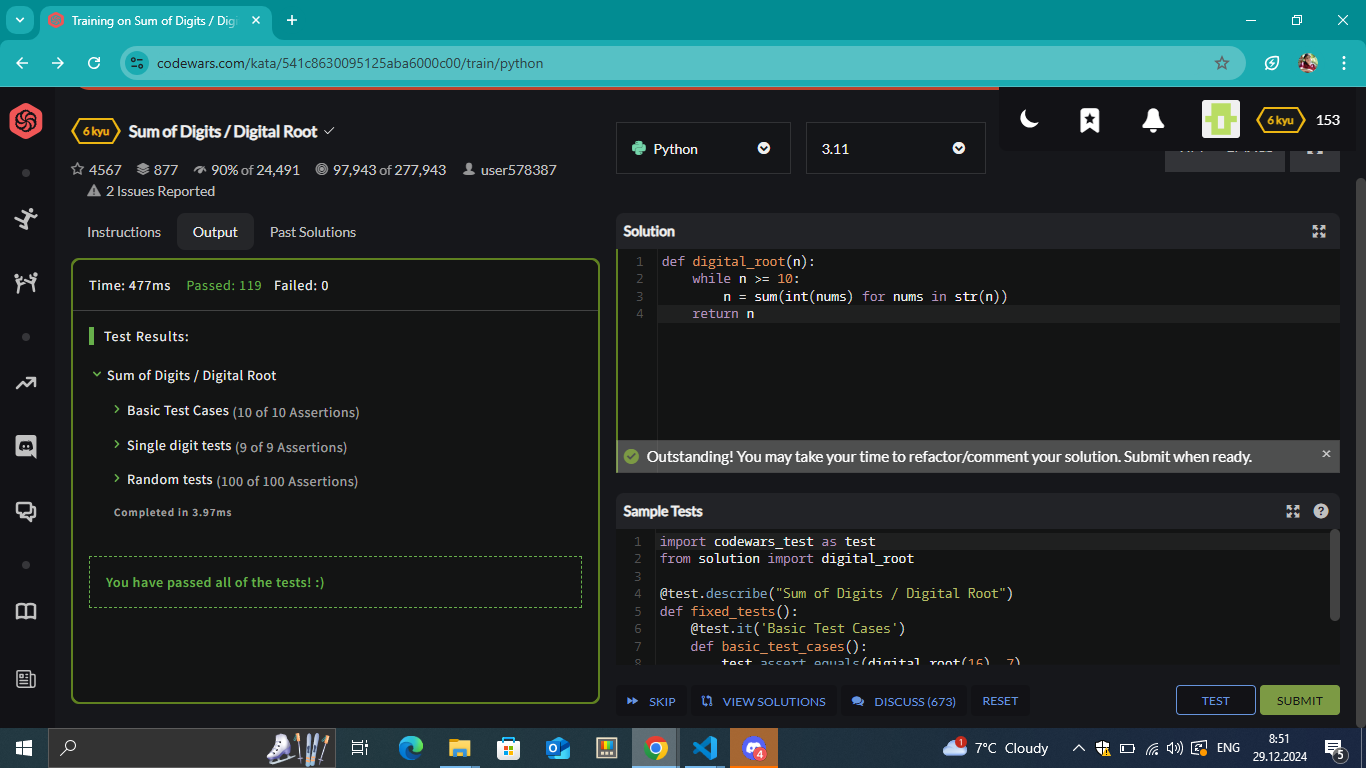 Training on Sum of Digits / Digi
codewars.com/kata/541c8630095125aba6000c00/train/python
6 kyu
Sum of Digits / Digital Root
4567
877
90% of 24,491
97,943 of 277,943
user578387
2 Issues Reported
Python
3.11
6 kyu
153
Instructions
Output
Past Solutions
Time: 477ms Passed: 119 Failed: 0
Test Results:
Sum of Digits / Digital Root
Basic Test Cases (10 of 10 Assertions)
Single digit tests (9 of 9 Assertions)
Random tests (100 of 100 Assertions)
Completed in 3.97ms
You have passed all of the tests! :)
Solution
1 def digital_root(n):
2 while n >= 10:
3 n = sum(int(nums) for nums in str(n))
4 return n
Outstanding! You may take your time to refactor/comment your solution. Submit when ready.
Sample Tests
1 import codewars_test as test
2 from solution import digital_root
3
4 @test.describe("Sum of Digits / Digital Root")
5 def fixed_tests():
6 @test.it('Basic Test Cases')
7 def basic_test_cases():
8 test.assert_equals(digital_root(16), 7)
SKIP
VIEW SOLUTIONS
DISCUSS (673)
RESET
TEST
SUBMIT
4
1
7°C Cloudy
ENG
8:51
29.12.2024
5